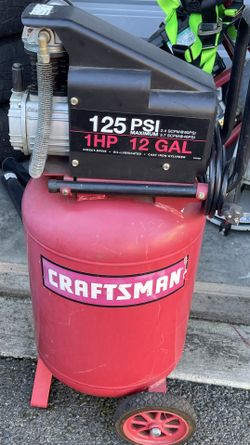 125 PSI
MAXIMUM
1HP 12 GAL
CRAFTSMAN